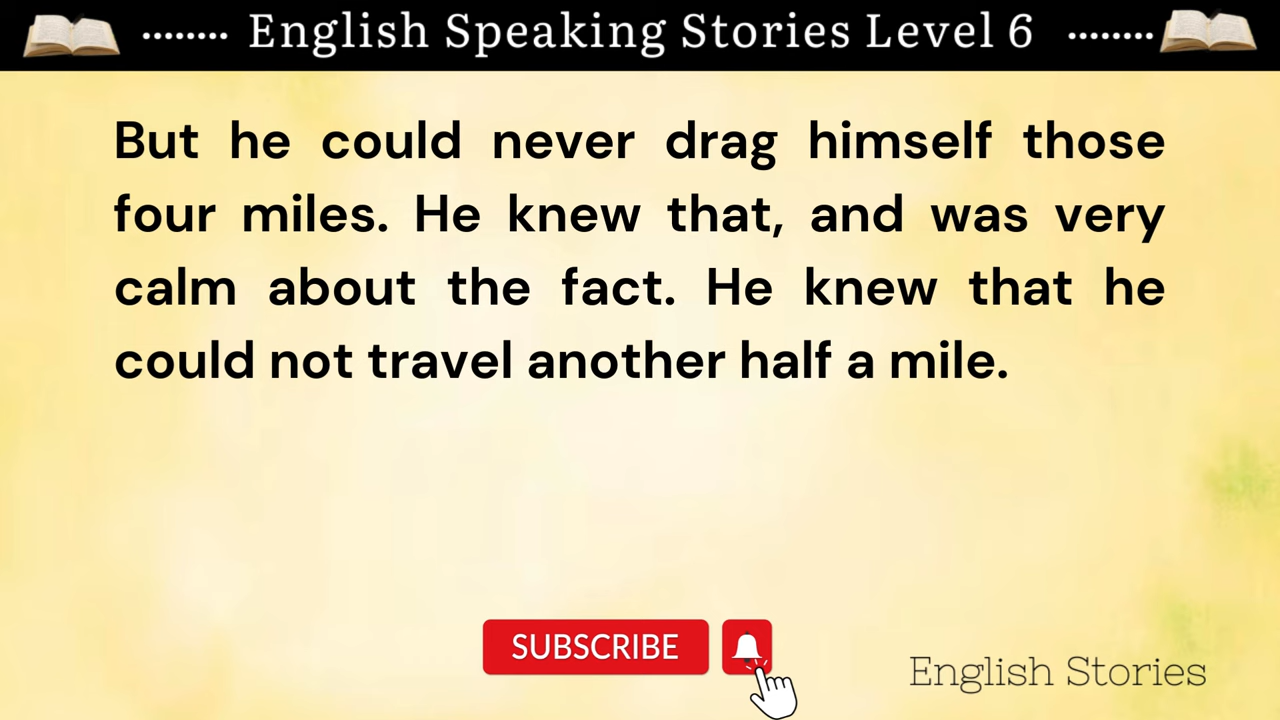 ........ English Speaking Stories Level 6 ........
But he could never drag himself those
four miles. He knew that, and was very
calm about the fact. He knew that he
could not travel another half a mile.
SUBSCRIBE
English Stories